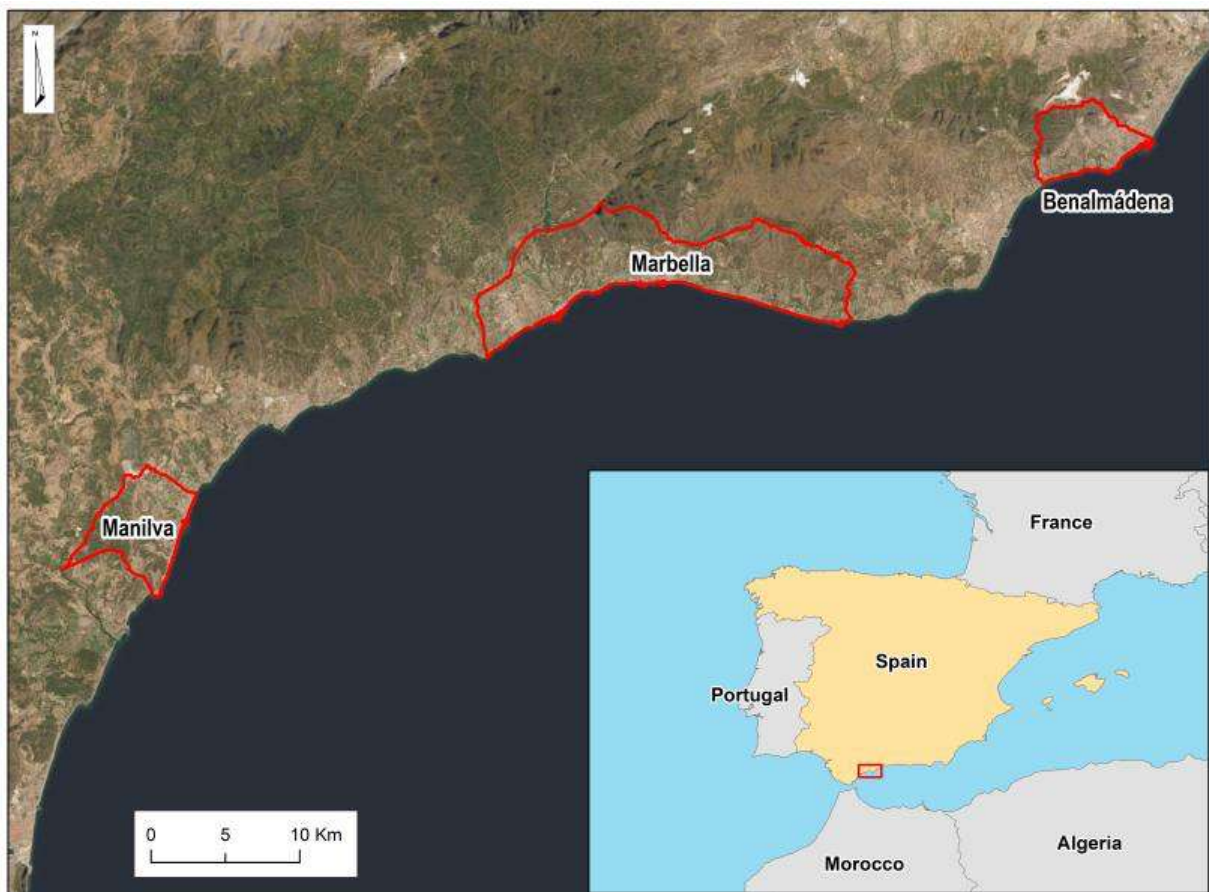 N
Benalmádena
Marbella
Manilva
France
Spain
Portugal
0 5 10 Km
Algeria
Morocco